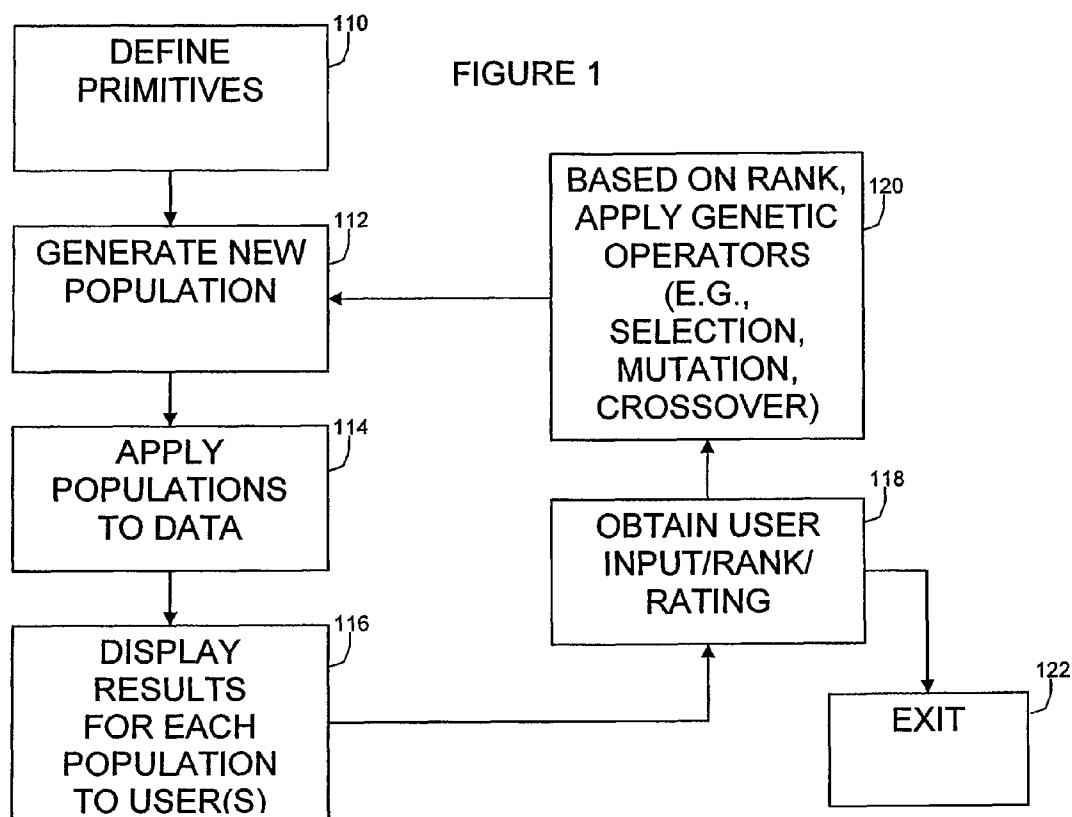 110
DEFINE
PRIMITIVES
FIGURE 1
112
GENERATE NEW
POPULATION
114
APPLY
POPULATIONS
TO DATA
116
DISPLAY
RESULTS
FOR EACH
POPULATION
TO USER(S)
118
OBTAIN USER
INPUT/RANK/
RATING
120
BASED ON RANK,
APPLY GENETIC
OPERATORS
(E.G.,
SELECTION,
MUTATION,
CROSSOVER)
122
EXIT